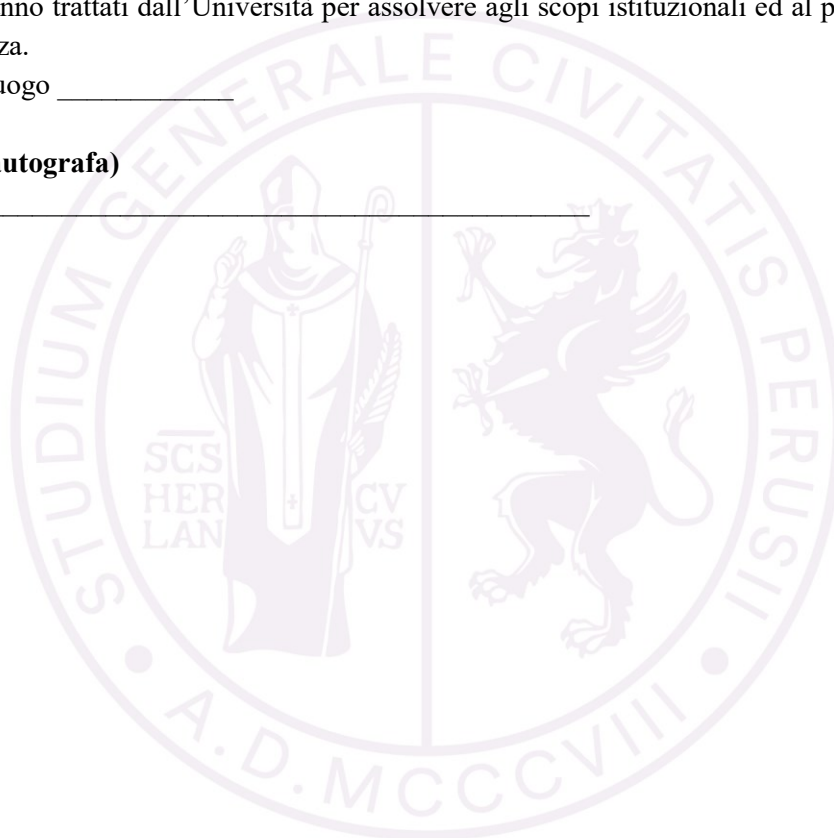 nno trattati dall'Università per assolvere agli scopi istituzionali ed al p
za.
uogo ____________
utografa)
STUDIUM GENERALE CIVITATIS PERUSII
SCS
HER
LAN
CV
VS
• A.D. MCCCVIII •